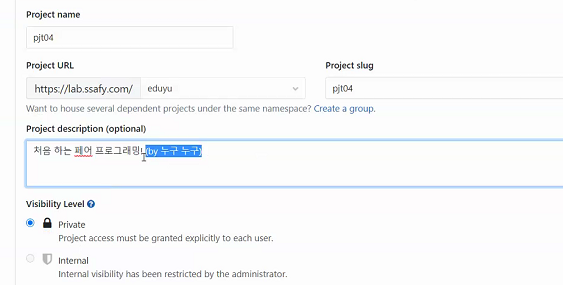 Project name
pjt04
Project URL
Project slug
https://lab.ssafy.com/
eduyu
pjt04
Want to house several dependent projects under the same namespace? Create a group.
Project description (optional)
처음 하는 페어 프로그래밍! (by 누구 누구)
Visibility Level
Private
Project access must be granted explicitly to each user.
Internal
Internal visibility has been restricted by the administrator.